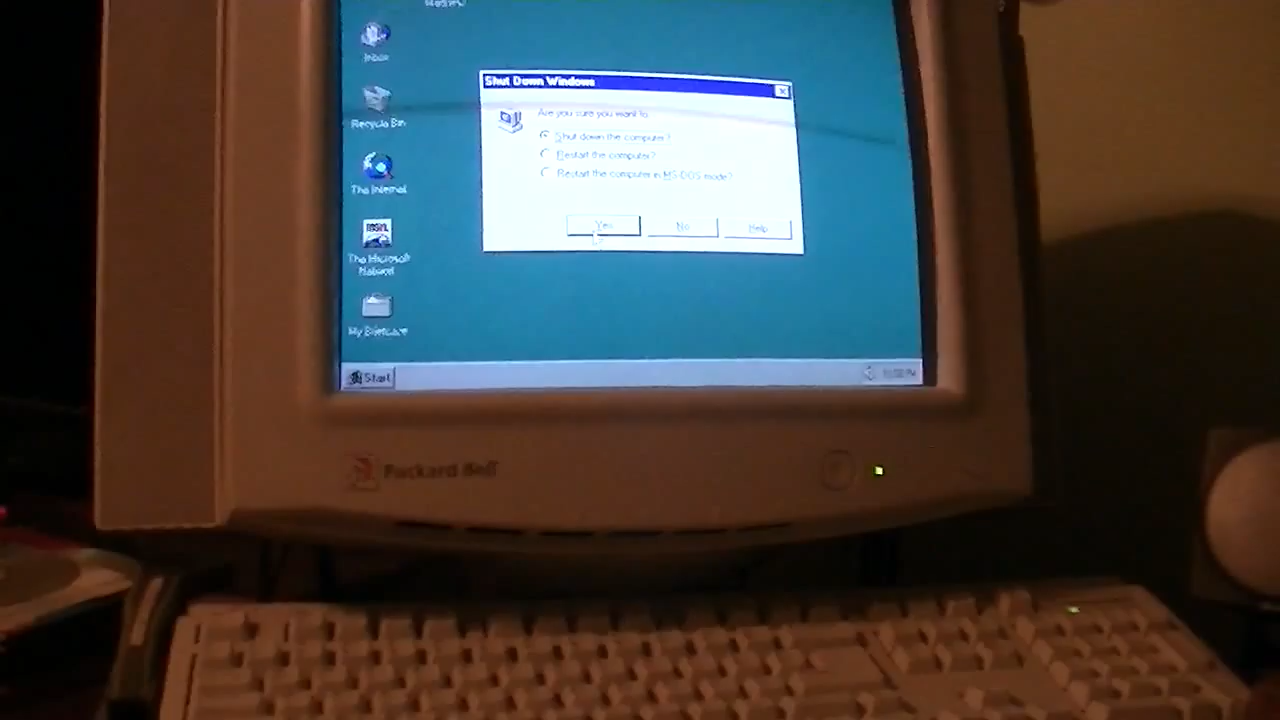 Inbox
Recycle Bin
The Internet
msn.
The Microsoft
Network
My Briefcase
Shut Down Windows
Are you sure you want to:
Shut down the computer?
Restart the computer?
Restart the computer in MS-DOS mode?
Yes
No
Help
Start
Packard Bell